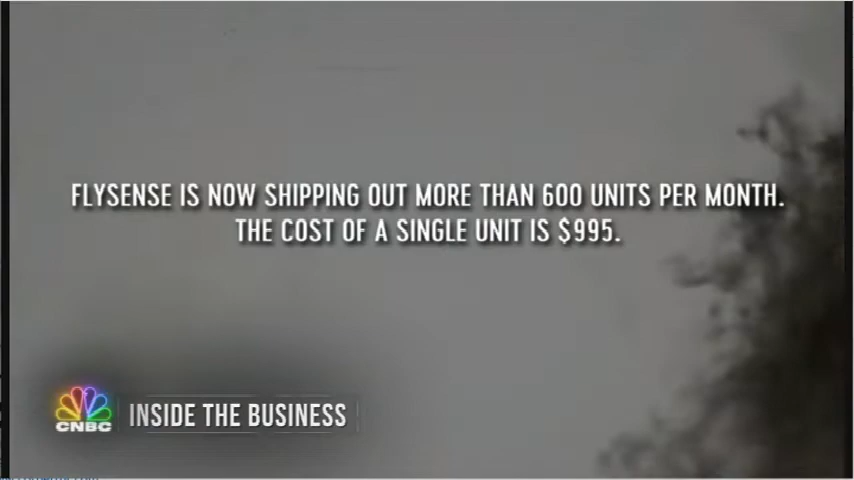 FLYSENSE IS NOW SHIPPING OUT MORE THAN 600 UNITS PER MONTH.
THE COST OF A SINGLE UNIT IS $995.
CNBC INSIDE THE BUSINESS